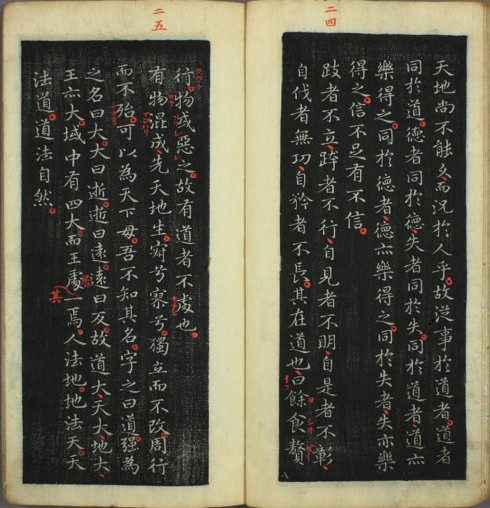 二四
天地尚不能久而況於人乎故從事於道者道者
同於道德者同於德失者同於失同於道者道亦
樂得之同於德者德亦樂得之同於失者失亦樂
得之信不足有不信
跂者不立跨者不行自見者不明自是者不彰
自伐者無功自矜者不長其在道也曰餘食贅
二五
行物或惡之故有道者不處也
有物混成先天地生寂兮寥兮獨立而不改周行
而不殆可以為天下母吾不知其名字之曰道強為
之名曰大大曰逝逝曰遠遠曰反故道大天大地大
王亦大域中有四大而王處其一焉人法地地法天天
法道道法自然